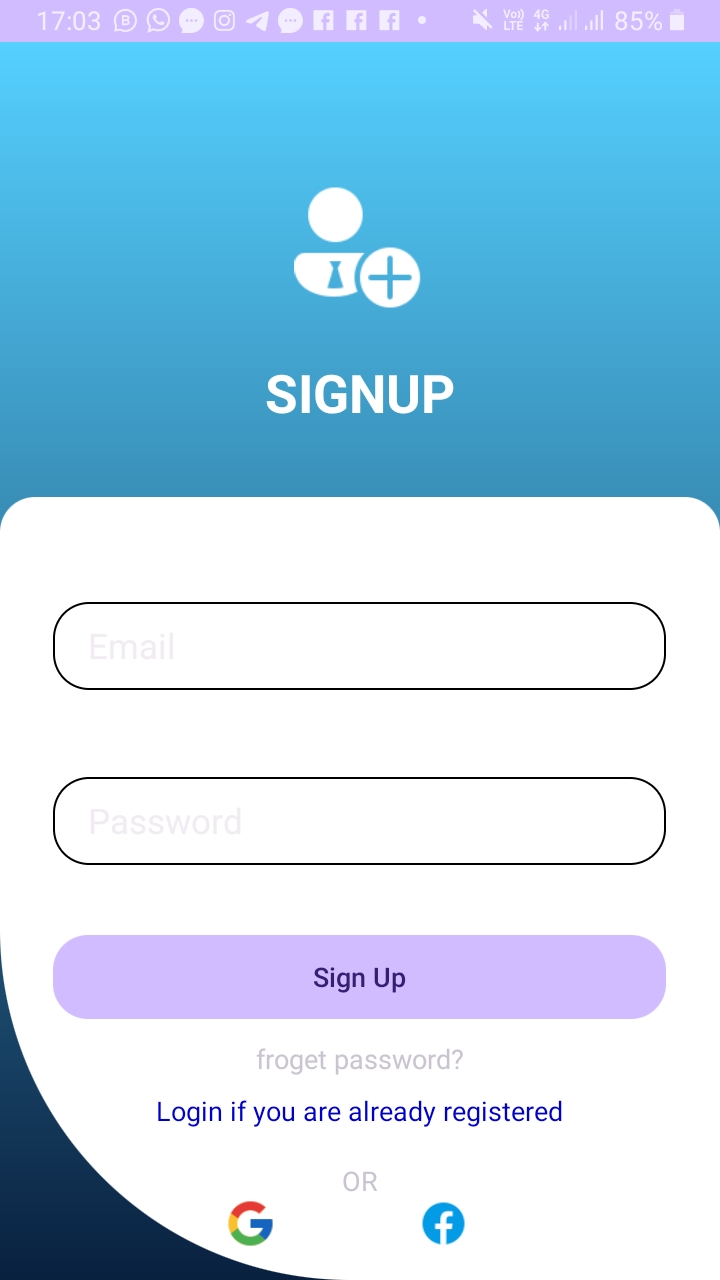 17:03 Vo)) LTE 4G 85%
SIGNUP
Email
Password
Sign Up
froget password?
Login if you are already registered
OR